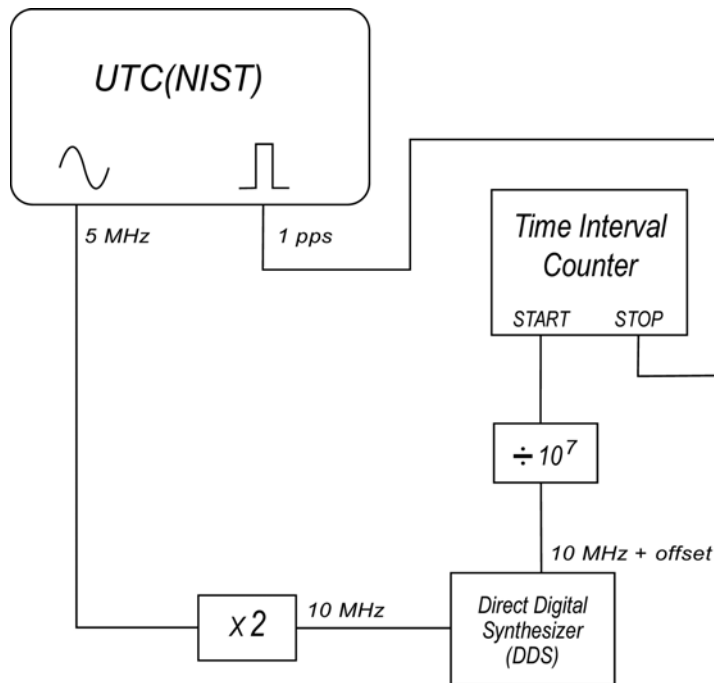 UTC(NIST)
5 MHz
1 pps
Time Interval
Counter
START
STOP
÷ 10⁷
10 MHz + offset
X 2
10 MHz
Direct Digital
Synthesizer
(DDS)